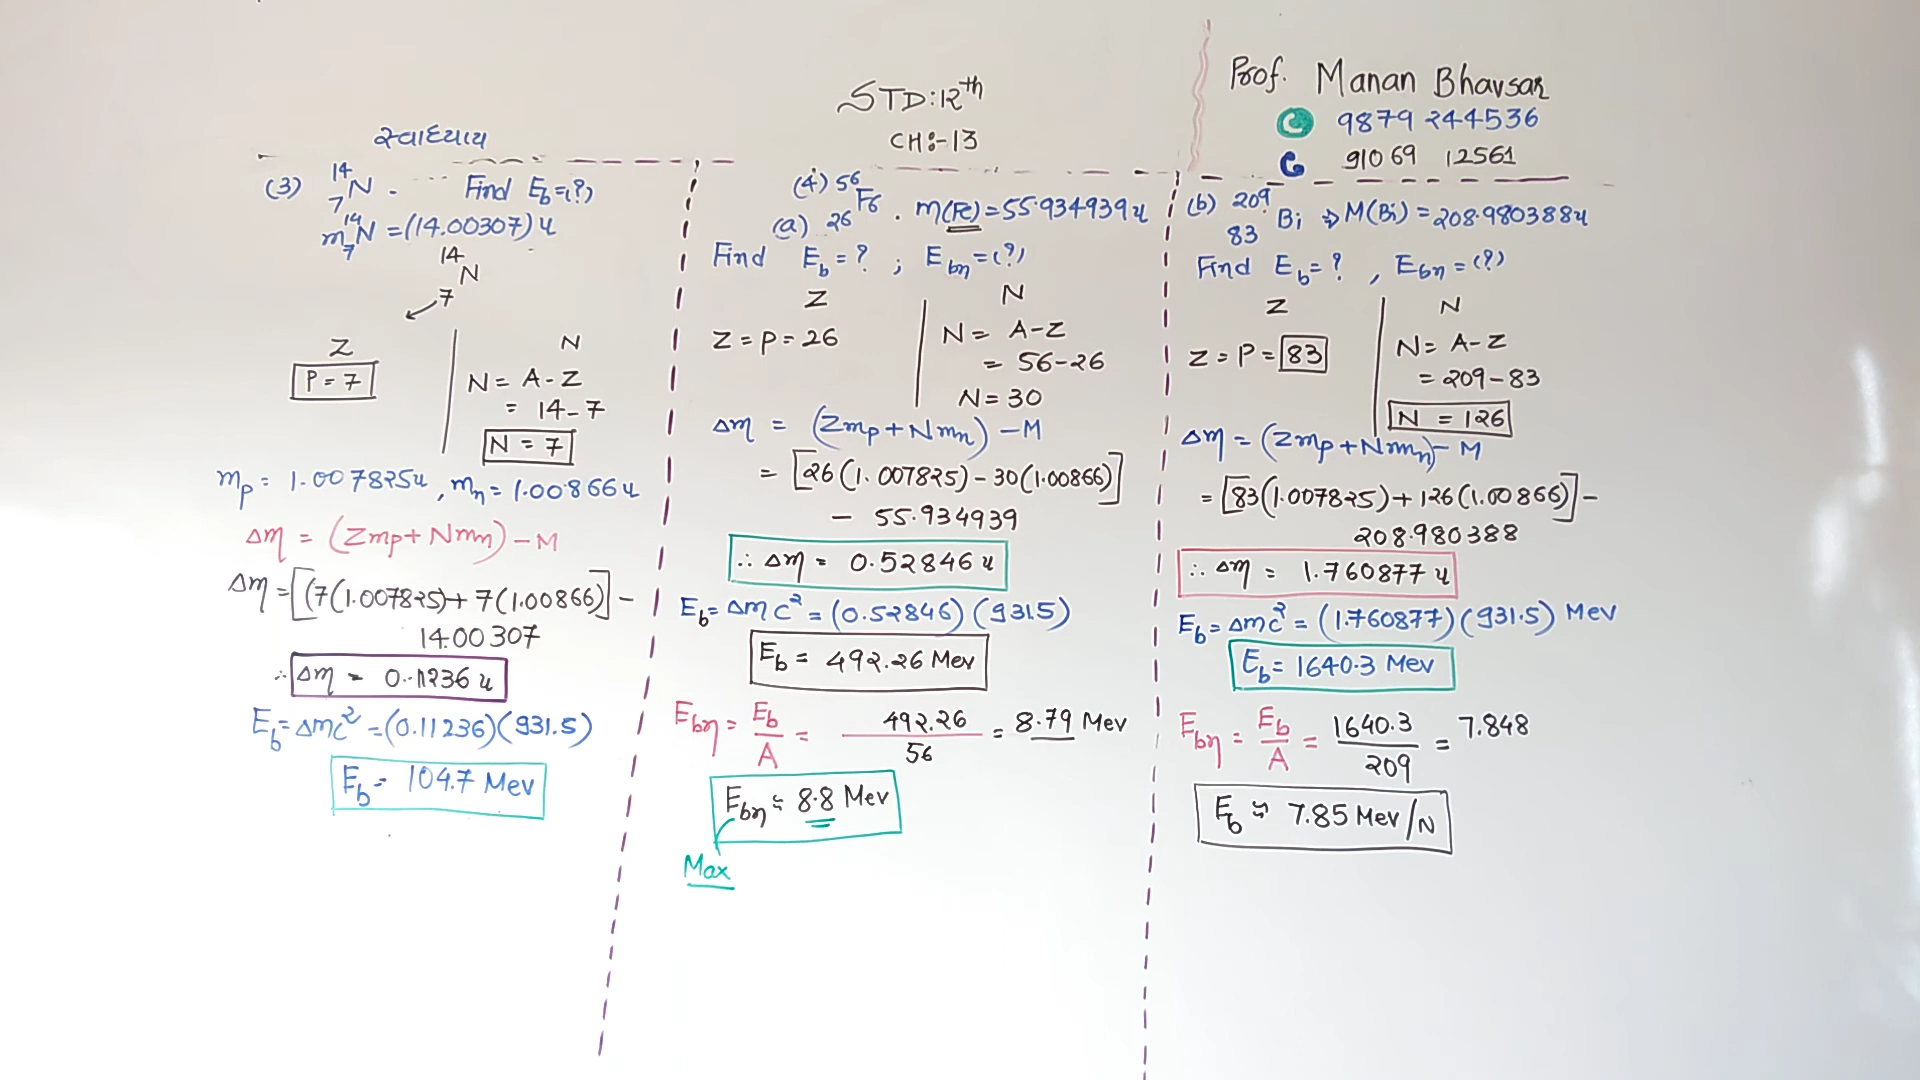 STD:12th
CH:-13
Prof. Manan Bhavsar
9879 244536
91069 12561
સ્વાધ્યાય
(3) 14 7 N . Find Eb=(?)
m 14 7 N = (14.00307) u
14
N
7
Z
P = 7
N
N = A - Z
= 14 - 7
N = 7
mp = 1.007825u , mn = 1.00866 u
Δm = (Zmp + Nmn) - M
Δm = [(7(1.007825) + 7(1.00866)] -
14.00307
∴ Δm = 0.11236 u
Eb = Δmc² = (0.11236)(931.5)
Eb = 104.7 Mev
(4) 56
(a) 26 Fe . m(Fe) = 55.934939 u
Find Eb = ? ; Ebn = (?)
Z
Z = P = 26
N
N = A - Z
= 56 - 26
N = 30
Δm = (Zmp + Nmn) - M
= [26(1.007825) - 30(1.00866)]
- 55.934939
∴ Δm = 0.52846 u
Eb = Δmc² = (0.52846)(931.5)
Eb = 492.26 Mev
Ebn = Eb/A = 492.26/56 = 8.79 Mev
Ebn ≈ 8.8 Mev
Max
(b) 209 83 Bi ⇒ M(Bi) = 208.980388u
Find Eb = ? , Ebn = (?)
Z
Z = P = 83
N
N = A - Z
= 209 - 83
N = 126
Δm = (Zmp + Nmn) - M
= [83(1.007825) + 126(1.00866)] -
208.980388
∴ Δm = 1.760877 u
Eb = Δmc² = (1.760877)(931.5) Mev
Eb = 1640.3 Mev
Ebn = Eb/A = 1640.3/209 = 7.848
Eb ≈ 7.85 Mev/N